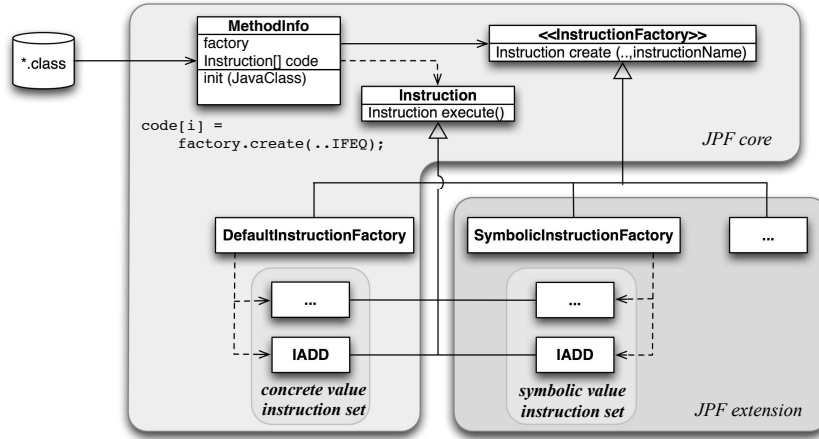 *.class
MethodInfo
factory
Instruction[] code
init (JavaClass)
<<InstructionFactory>>
Instruction create (..,instructionName)
Instruction
Instruction execute()
code[i] =
factory.create(..IFEQ);
JPF core
DefaultInstructionFactory
SymbolicInstructionFactory
...
...
...
IADD
IADD
concrete value
instruction set
symbolic value
instruction set
JPF extension